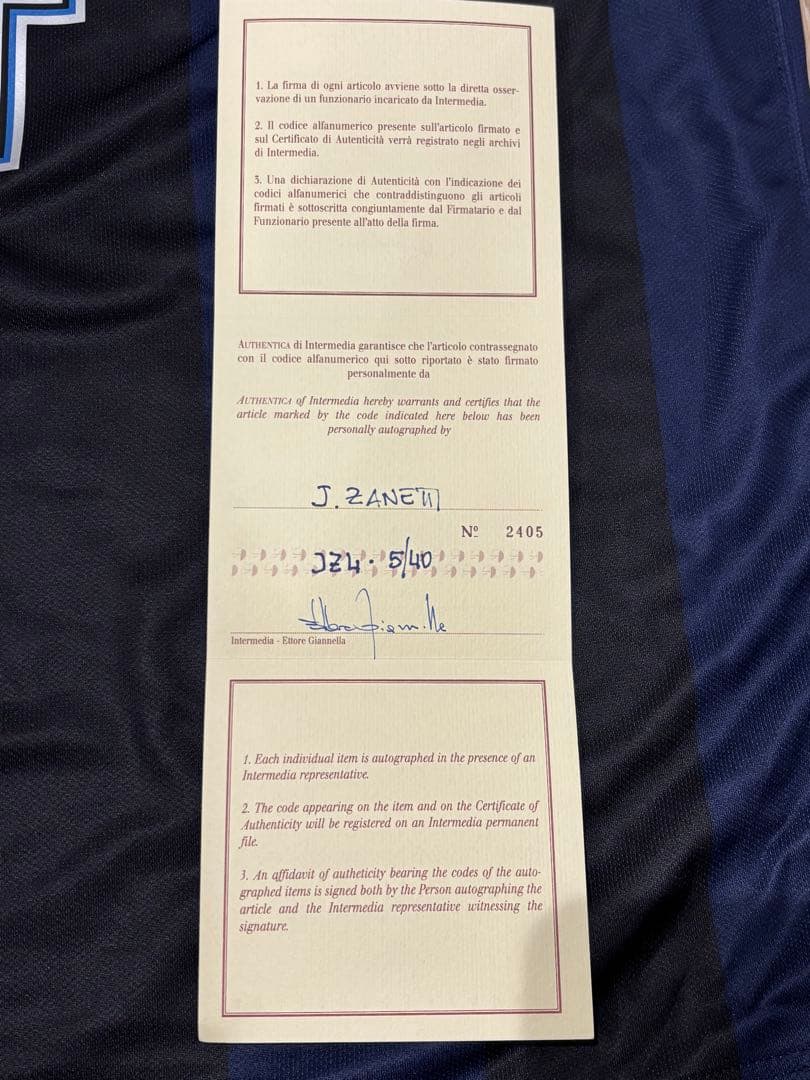 1. La firma di ogni articolo avviene sotto la diretta osser-
vazione di un funzionario incaricato da Intermedia.
2. Il codice alfanumerico presente sull'articolo firmato e
sul Certificato di Autenticità verrà registrato negli archivi
di Intermedia.
3. Una dichiarazione di Autenticità con l'indicazione dei
codici alfanumerici che contraddistinguono gli articoli
firmati è sottoscritta congiuntamente dal Firmatario e dal
Funzionario presente all'atto della firma.
AUTHENTICA di Intermedia garantisce che l'articolo contrassegnato
con il codice alfanumerico qui sotto riportato è stato firmato
personalmente da
AUTHENTICA of Intermedia hereby warrants and certifies that the
article marked by the code indicated here below has been
personally autographed by
J. ZANETTI
Nº 2405
JZ4 · 5/40
Intermedia - Ettore Giannella
1. Each individual item is autographed in the presence of an
Intermedia representative.
2. The code appearing on the item and on the Certificate of
Authenticity will be registered on an Intermedia permanent
file.
3. An affidavit of autheticity bearing the codes of the auto-
graphed items is signed both by the Person autographing the
article and the Intermedia representative witnessing the
signature.